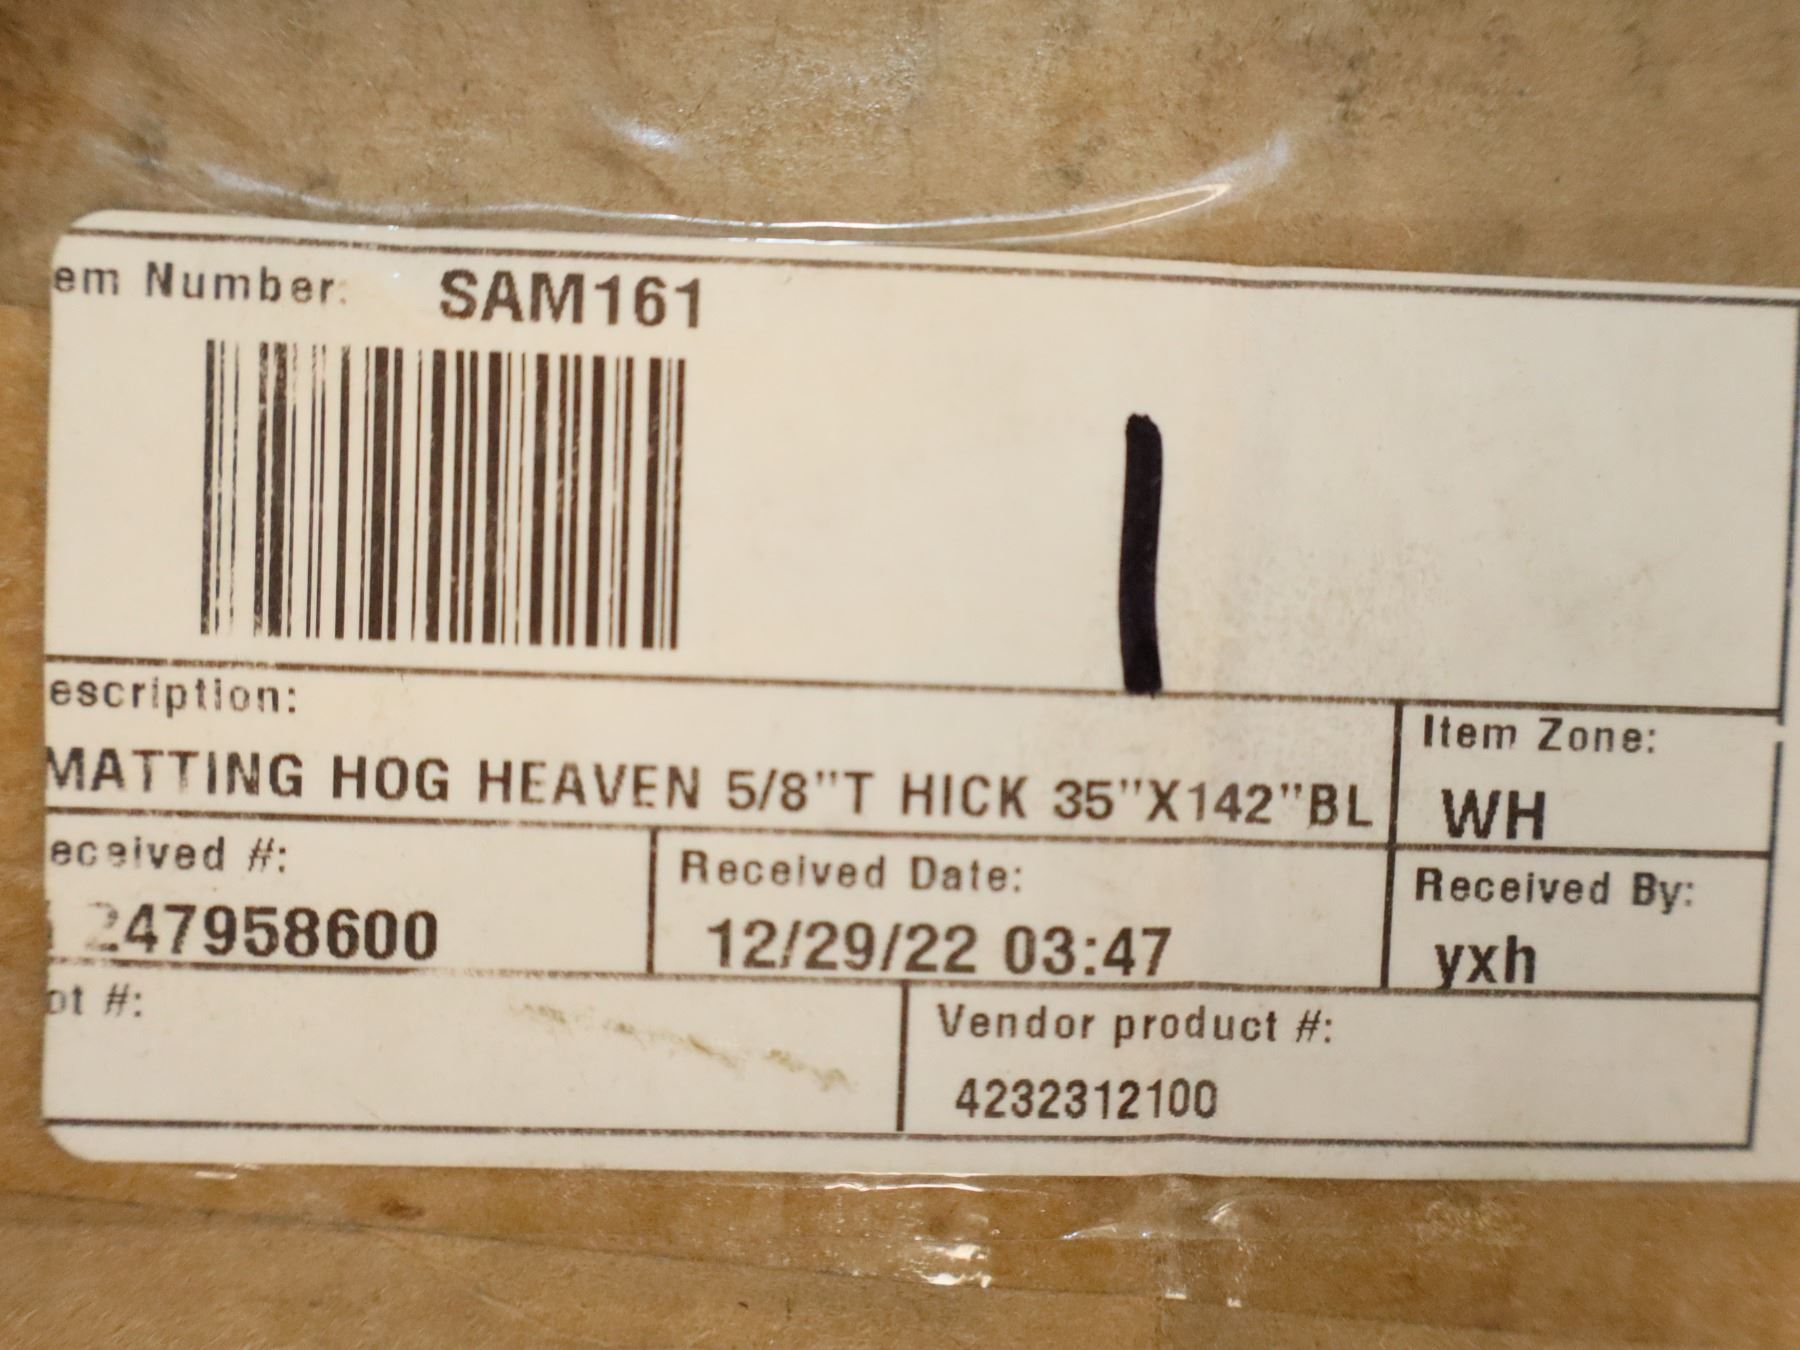 em Number: SAM161
escription:
MATTING HOG HEAVEN 5/8"T HICK 35"X142"BL
Item Zone:
WH
eceived #:
247958600
Received Date:
12/29/22 03:47
Received By:
yxh
ot #:
Vendor product #:
4232312100